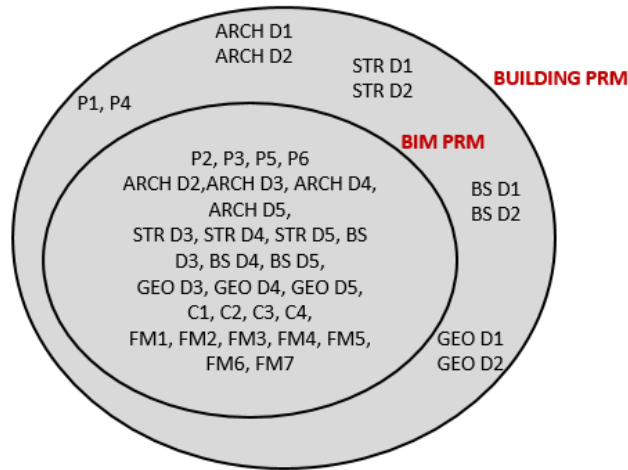 ARCH D1
ARCH D2
STR D1
STR D2
BUILDING PRM
P1, P4
BIM PRM
P2, P3, P5, P6
ARCH D2,ARCH D3, ARCH D4,
ARCH D5,
STR D3, STR D4, STR D5, BS
D3, BS D4, BS D5,
GEO D3, GEO D4, GEO D5,
C1, C2, C3, C4,
FM1, FM2, FM3, FM4, FM5,
FM6, FM7
BS D1
BS D2
GEO D1
GEO D2